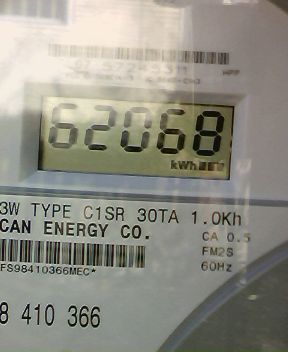 62068
kWh
3W TYPE C1SR 30TA 1.0Kh
CAN ENERGY CO.
CA 0.5
FM2S
60Hz
FS98410366MEC*
8 410 366